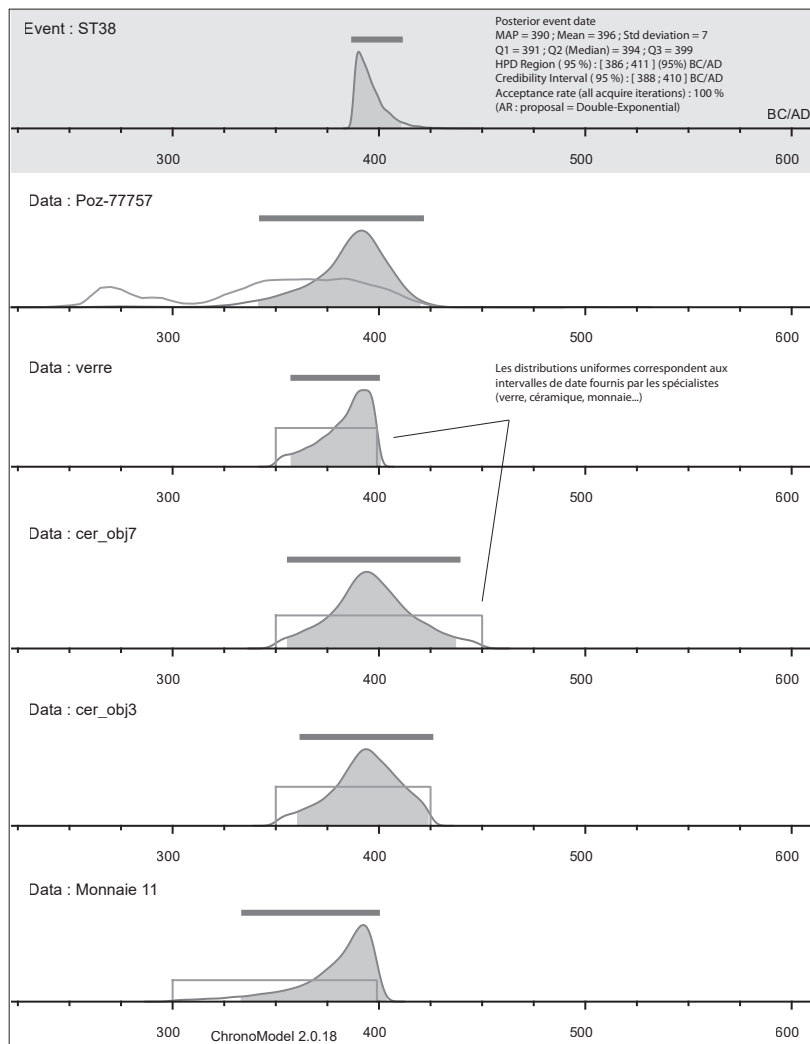 Event : ST38
Posterior event date
MAP = 390 ; Mean = 396 ; Std deviation = 7
Q1 = 391 ; Q2 (Median) = 394 ; Q3 = 399
HPD Region ( 95 %) : [ 386 ; 411 ] (95%) BC/AD
Credibility Interval ( 95 %) : [ 388 ; 410 ] BC/AD
Acceptance rate (all acquire iterations) : 100 %
(AR : proposal = Double-Exponential)
BC/AD
300 400 500 600
Data : Poz-77757
300 400 500 600
Data : verre
Les distributions uniformes correspondent aux
intervalles de date fournis par les spécialistes
(verre, céramique, monnaie...)
300 400 500 600
Data : cer_obj7
300 400 500 600
Data : cer_obj3
300 400 500 600
Data : Monnaie 11
300 400 500 600
ChronoModel 2.0.18